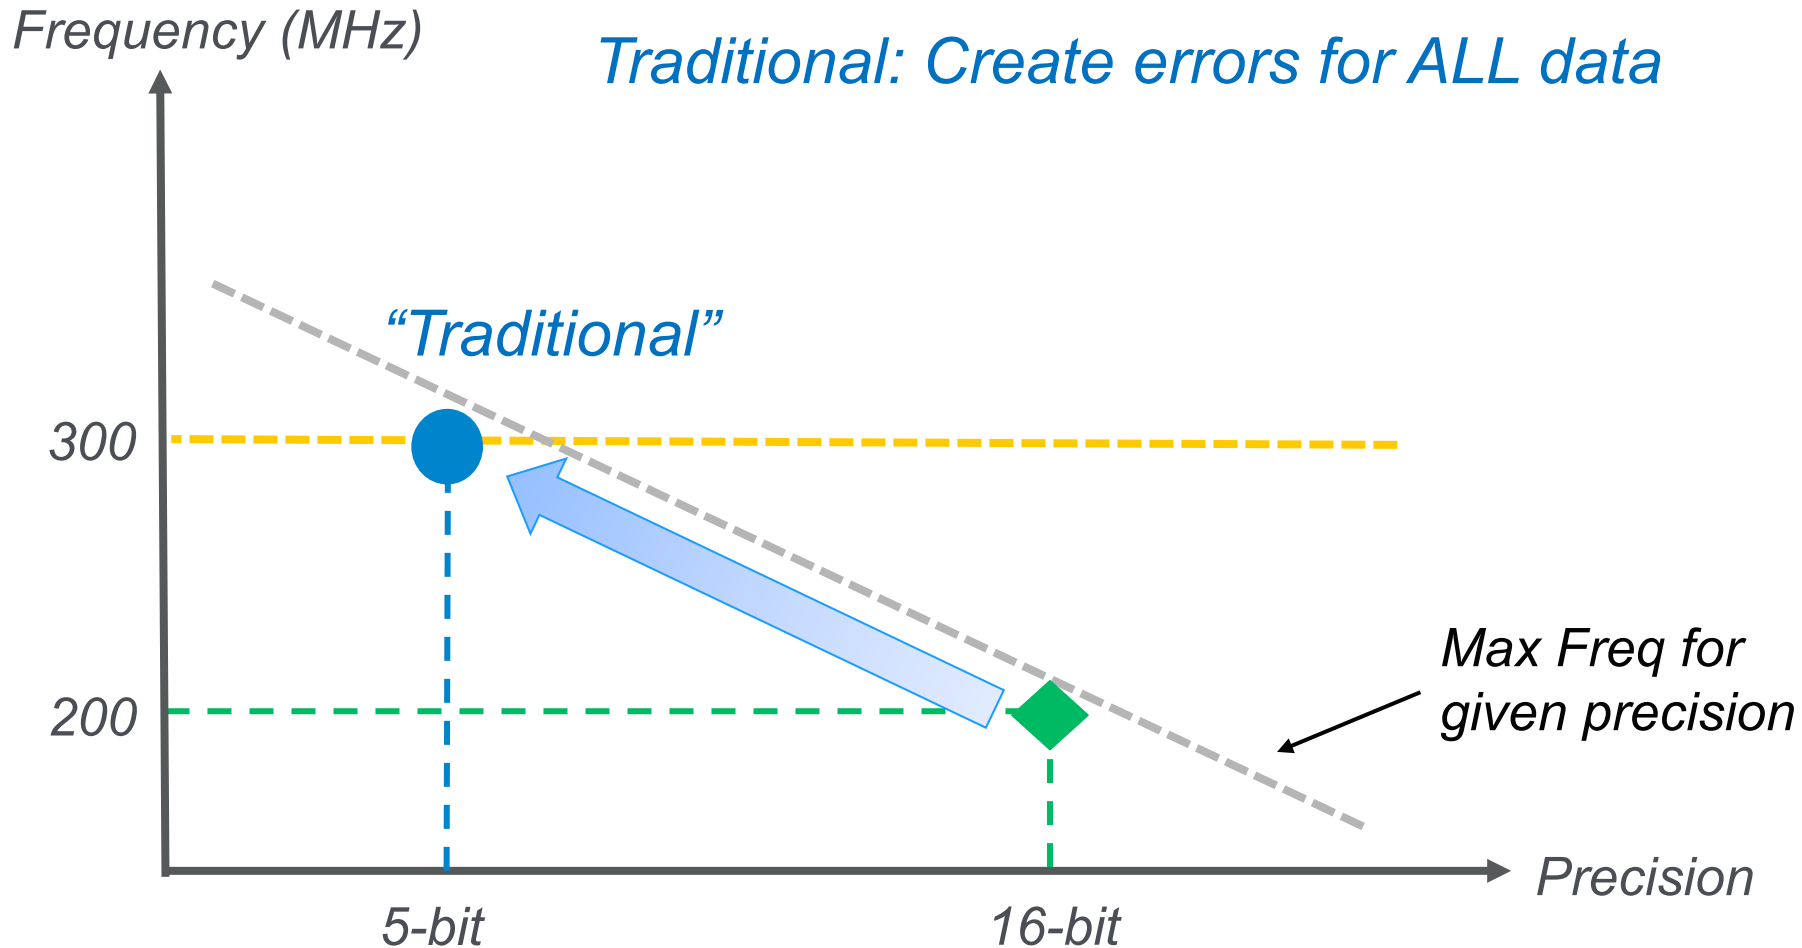 Frequency (MHz)
Traditional: Create errors for ALL data
“Traditional”
300
200
Max Freq for
given precision
Precision
5-bit
16-bit